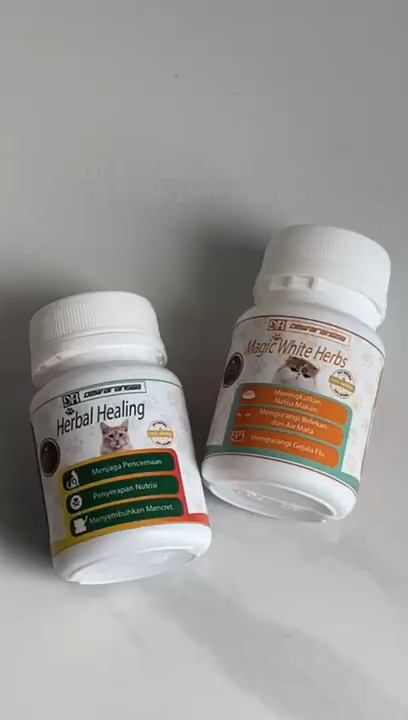 Herbal Healing
Menjaga Pencernaan
Penyerapan Nutrisi
Menyembuhkan Mencret
Magic White Herbs
Meningkatkan
Nafsu Makan
Mengurangi Belekan
dan Air Mata
Mengurangi Gejala Flu